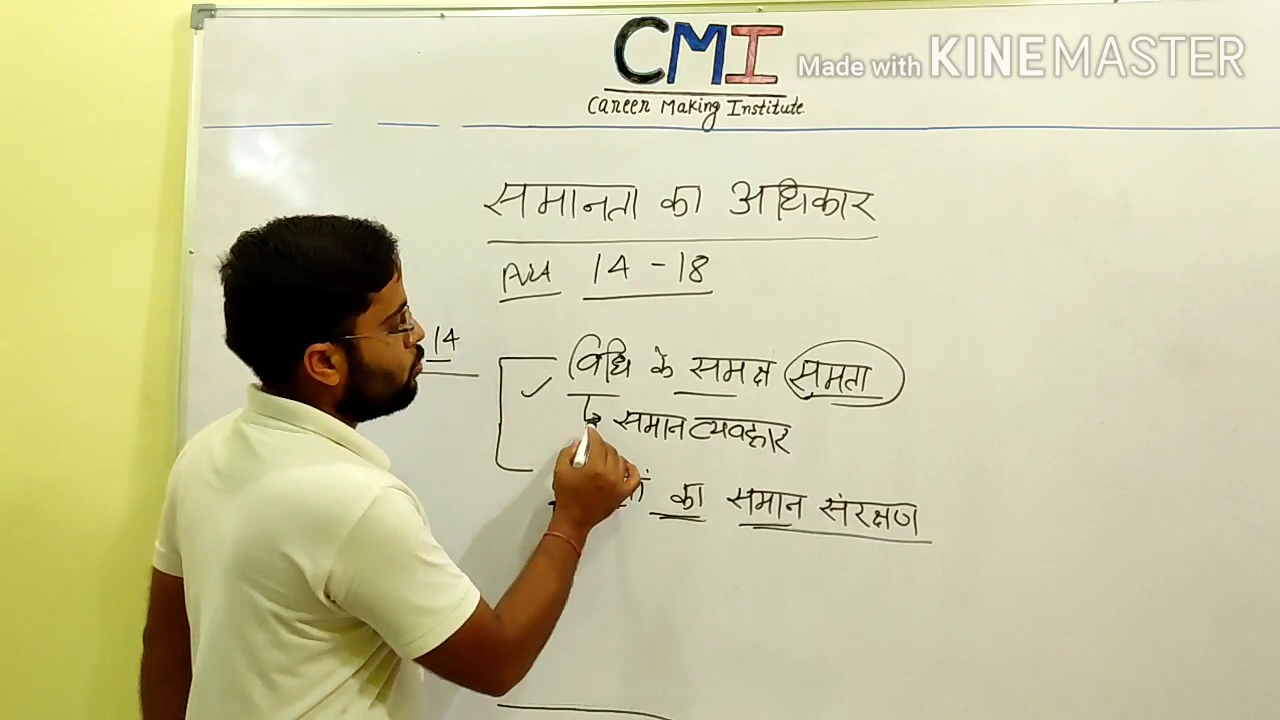 CMI
Made with KINEMASTER
Career Making Institute
समानता का अधिकार
Art 14 - 18
14
विधि के समक्ष समता
समान व्यवहार
का समान संरक्षण